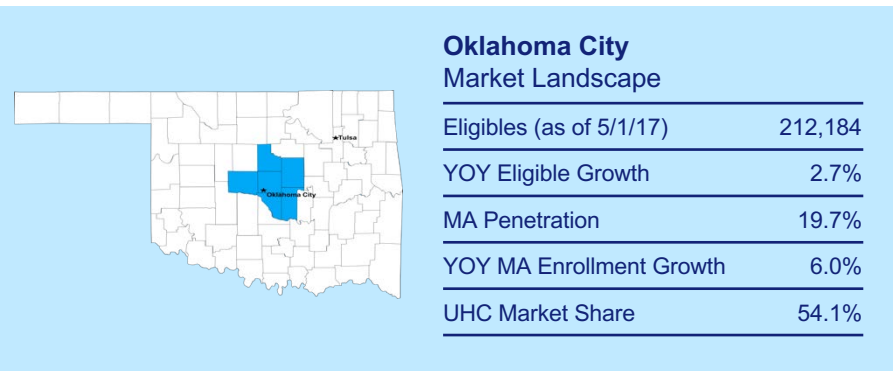 Oklahoma City
Market Landscape
Eligibles (as of 5/1/17) 212,184
YOY Eligible Growth 2.7%
MA Penetration 19.7%
YOY MA Enrollment Growth 6.0%
UHC Market Share 54.1%
★Tulsa
★Oklahoma City